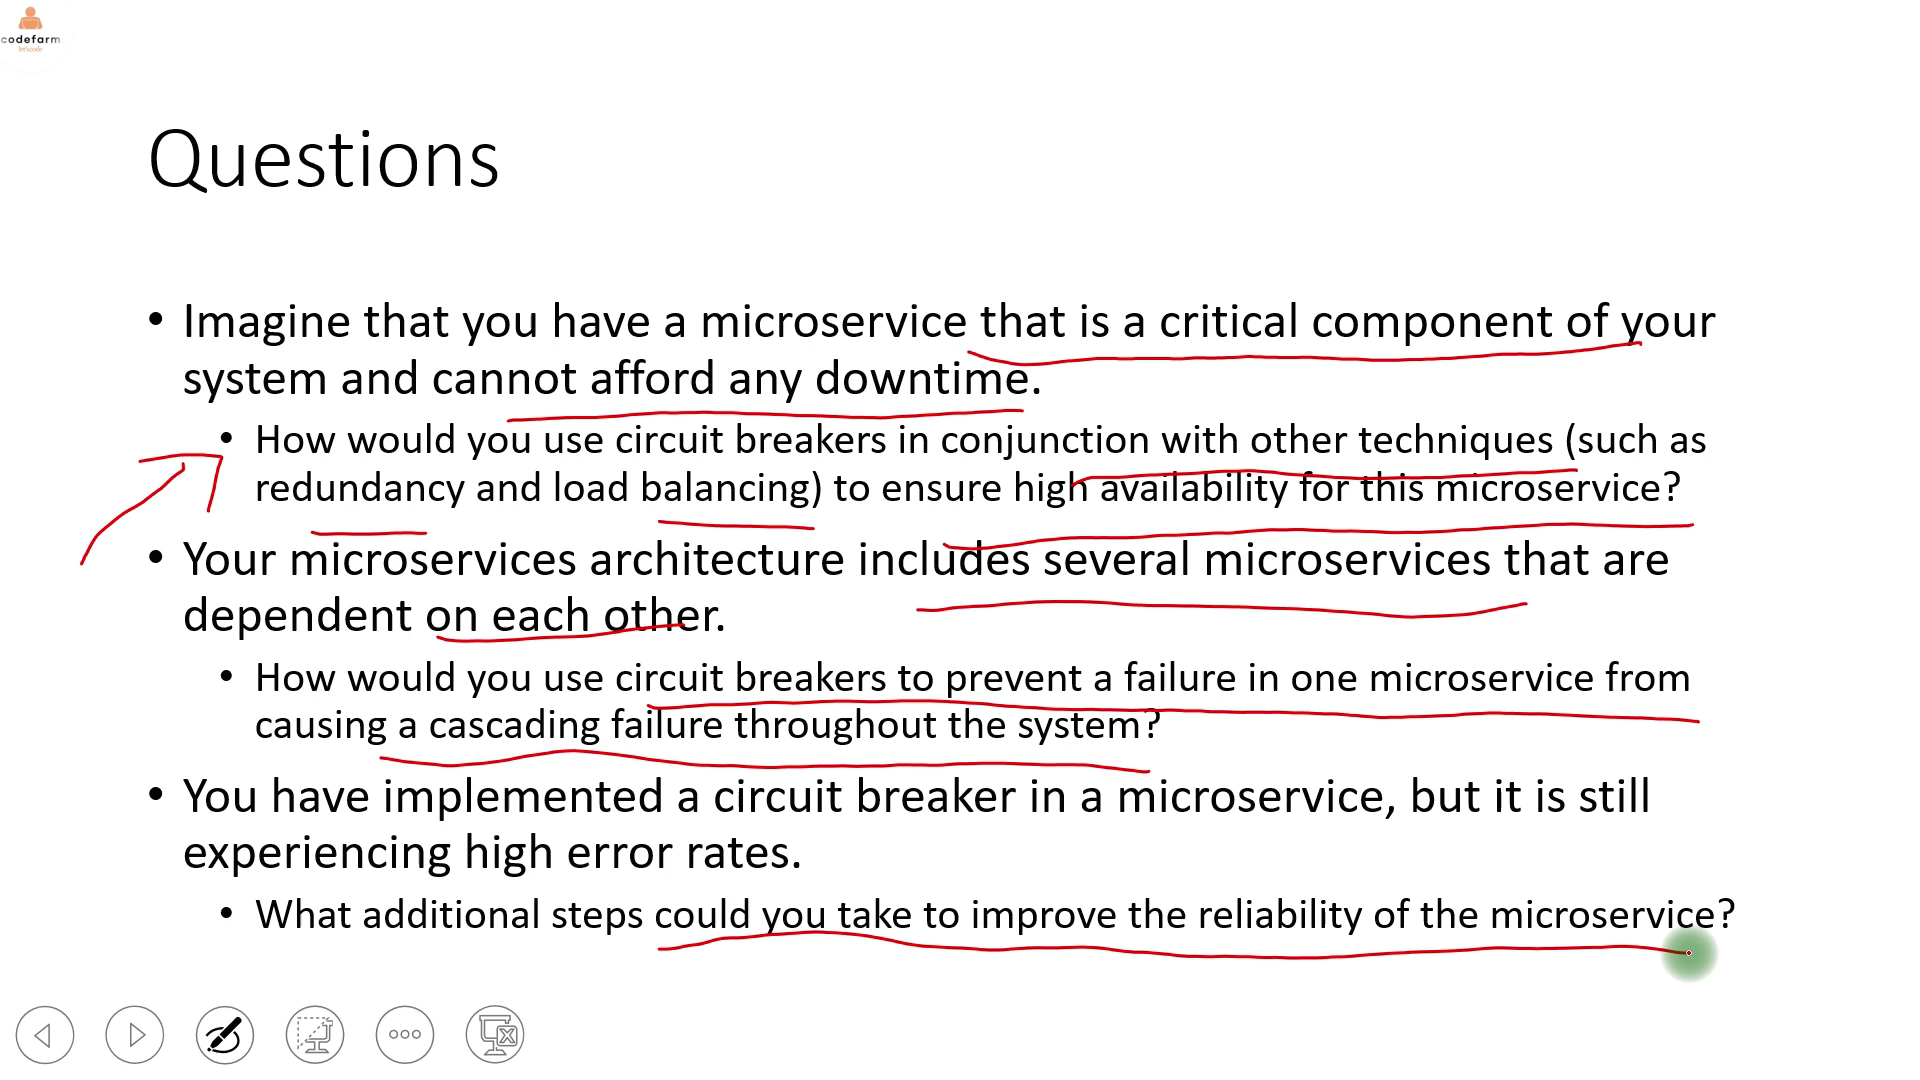 codefarm
let'scode
Questions
• Imagine that you have a microservice that is a critical component of your
system and cannot afford any downtime.
• How would you use circuit breakers in conjunction with other techniques (such as
redundancy and load balancing) to ensure high availability for this microservice?
• Your microservices architecture includes several microservices that are
dependent on each other.
• How would you use circuit breakers to prevent a failure in one microservice from
causing a cascading failure throughout the system?
• You have implemented a circuit breaker in a microservice, but it is still
experiencing high error rates.
• What additional steps could you take to improve the reliability of the microservice?